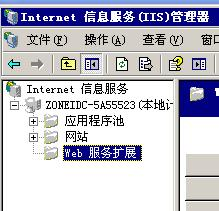 Internet 信息服务(IIS)管理器
文件(F) 操作(A) 查看(V) 窗口
Internet 信息服务
ZONEIDC-5A55523(本地计
应用程序池
网站
Web 服务扩展